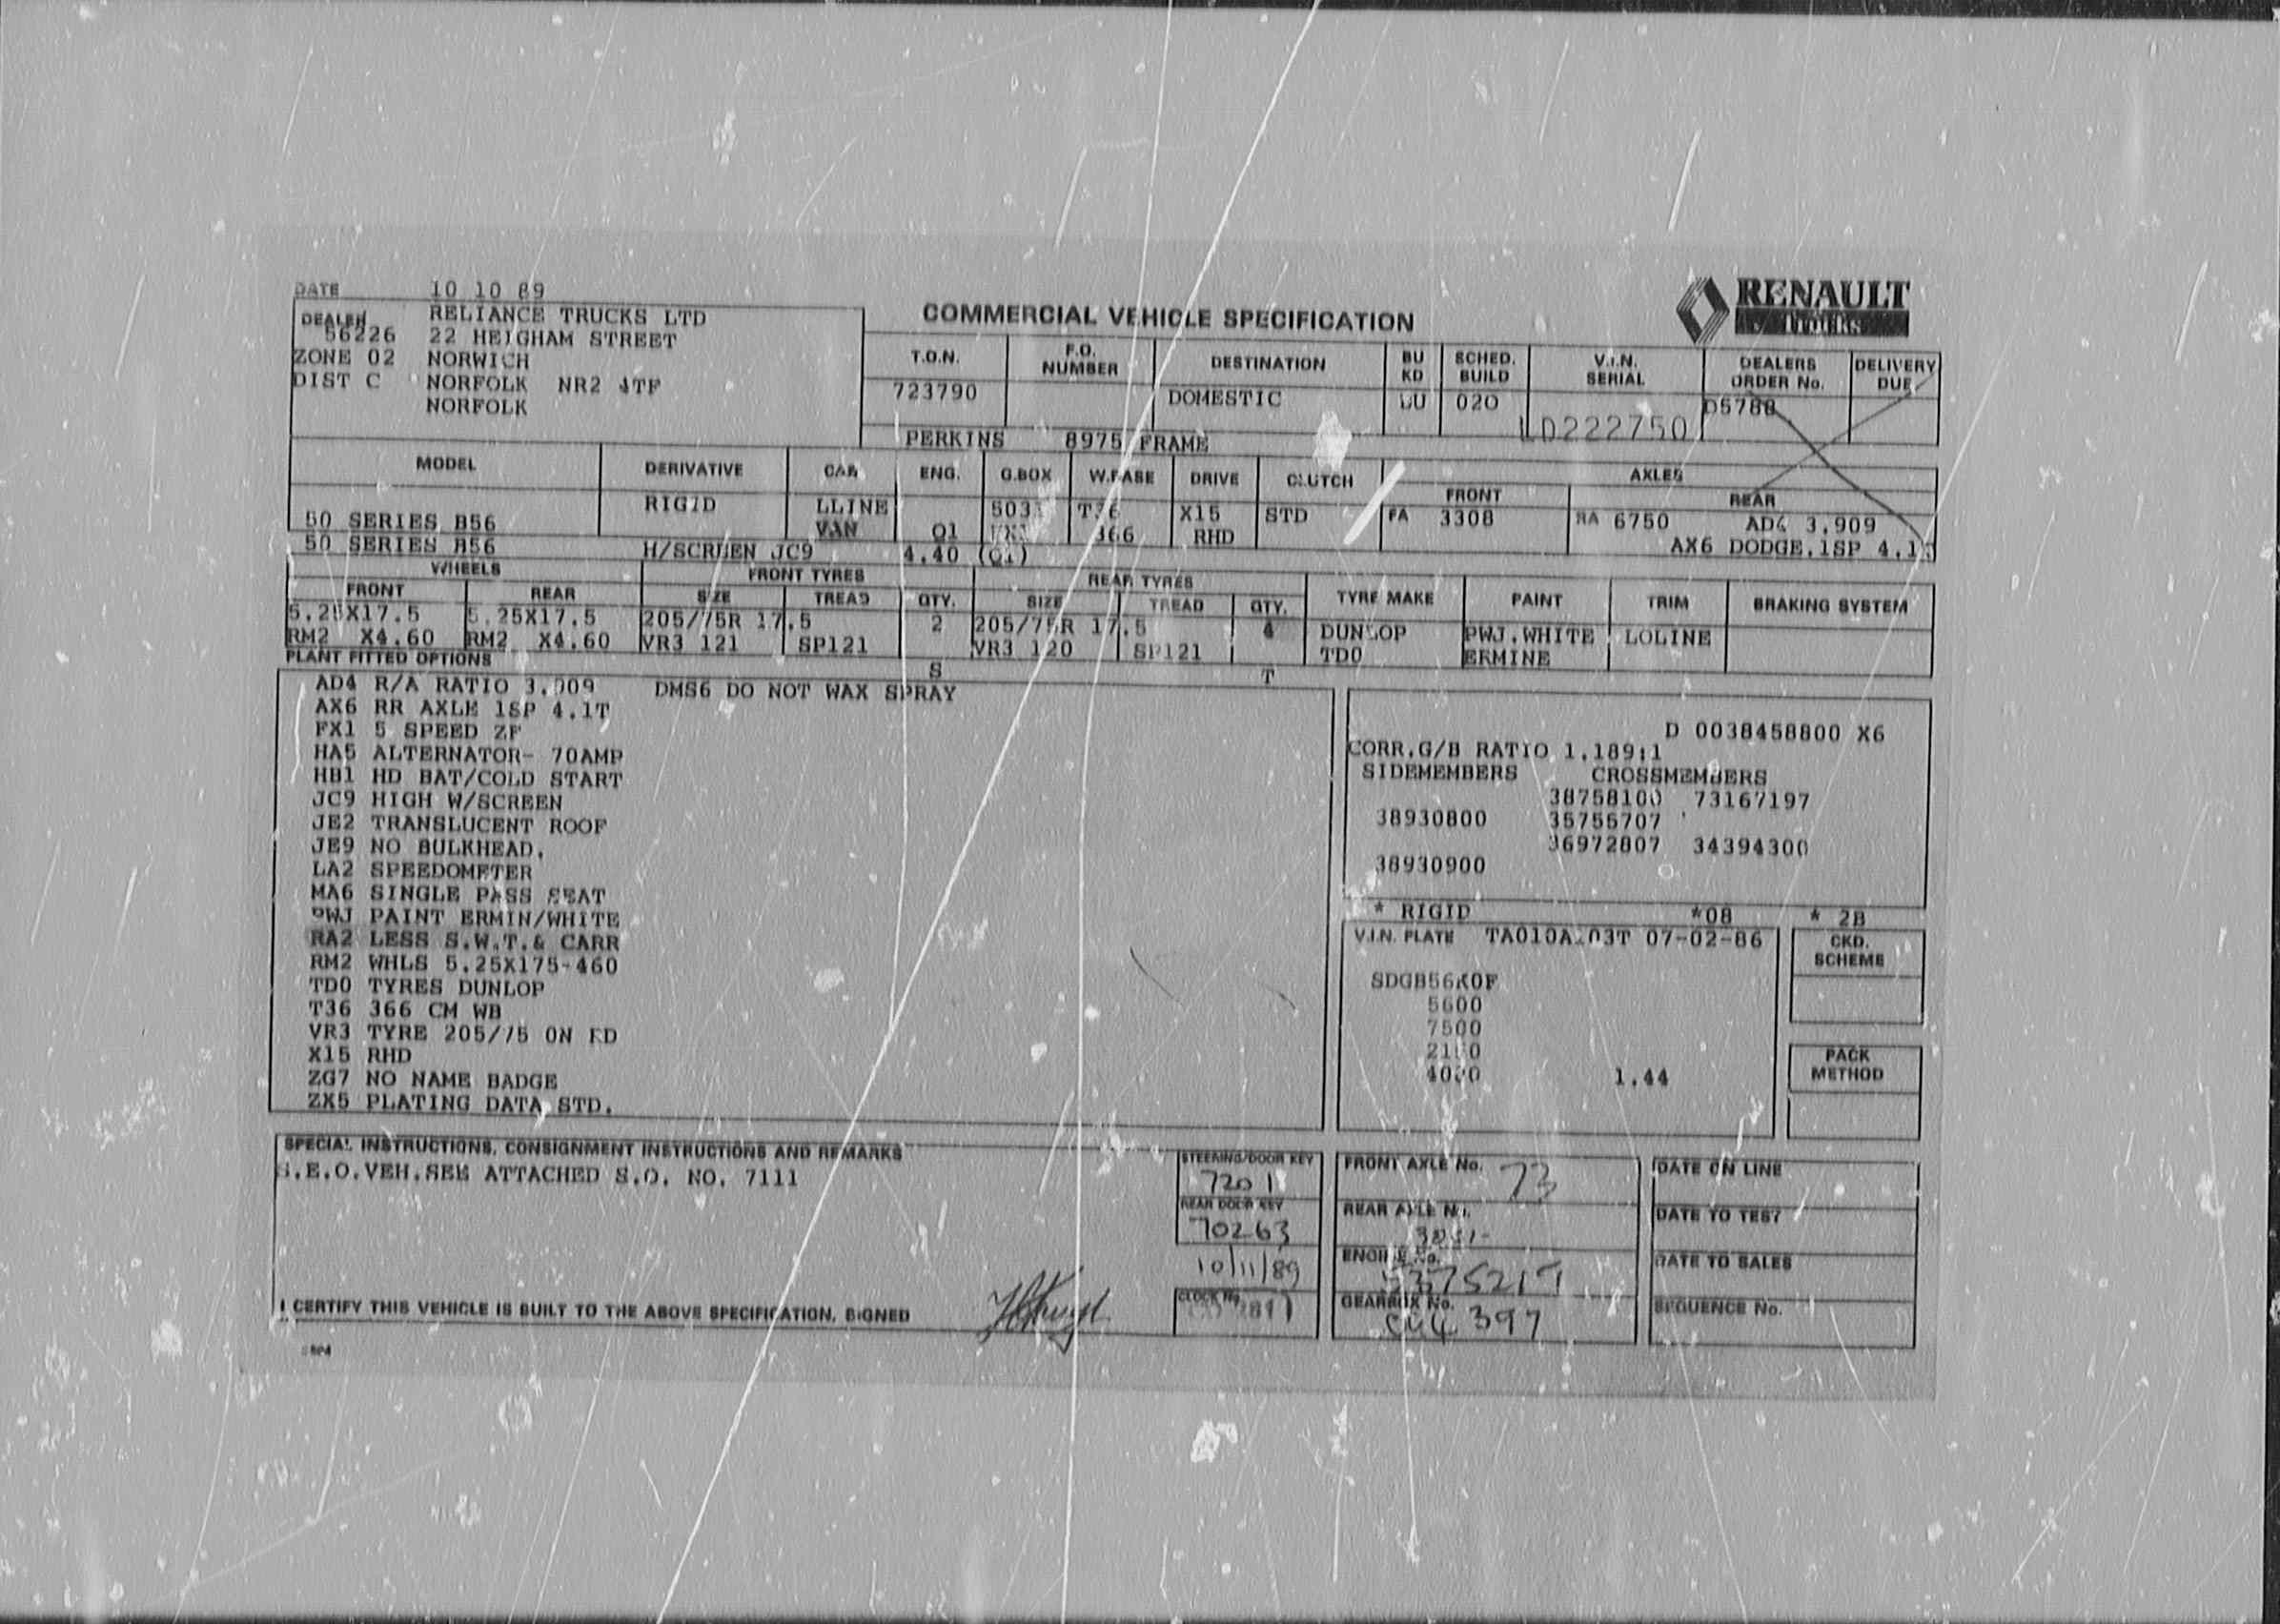 DATE 10 10 89
DEALER RELIANCE TRUCKS LTD
56226 22 HEIGHAM STREET
ZONE 02 NORWICH
DIST C NORFOLK NR2 4TF
NORFOLK
COMMERCIAL VEHICLE SPECIFICATION
RENAULT
TRUCKS
T.O.N. F.O. NUMBER DESTINATION BU KD SCHED. BUILD V.I.N. SERIAL DEALERS ORDER No. DELIVERY DUE
723790 DOMESTIC BU 020 LD222750 D5788
PERKINS 8975 FRAME
MODEL DERIVATIVE CAB ENG. G.BOX W.BASE DRIVE CLUTCH AXLES
FRONT REAR
RIGID LLINE T36 X15 STD FA 3308 RA 6750 AD4 3.909
50 SERIES B56 VAN Q1 366 RHD
50 SERIES B56 H/SCREEN JC9 4.40 (Q1) AX6 DODGE.1SP 4.1
WHEELS FRONT TYRES REAR TYRES
FRONT REAR SIZE TREAD QTY. SIZE TREAD QTY. TYRE MAKE PAINT TRIM BRAKING SYSTEM
5.25X17.5 5.25X17.5 205/75R 17.5 2 205/75R 17.5 4 DUNLOP PWJ.WHITE LOLINE
RM2 X4.60 RM2 X4.60 VR3 121 SP121 VR3 120 SP121 TD0 ERMINE
PLANT FITTED OPTIONS S T
AD4 R/A RATIO 3.909 DMS6 DO NOT WAX SPRAY
AX6 RR AXLE 1SP 4.1T
FX1 5 SPEED ZF
HA5 ALTERNATOR- 70AMP
HB1 HD BAT/COLD START
JC9 HIGH W/SCREEN
JE2 TRANSLUCENT ROOF
JE9 NO BULKHEAD.
LA2 SPEEDOMETER
MA6 SINGLE PASS SEAT
PWJ PAINT ERMIN/WHITE
RA2 LESS S.W.T.& CARR
RM2 WHLS 5.25X175-460
TD0 TYRES DUNLOP
T36 366 CM WB
VR3 TYRE 205/75 ON
X15 RHD
ZG7 NO NAME BADGE
ZX5 PLATING DATA STD.
D 0038458800 X6
CORR.G/B RATIO 1.189:1
SIDEMEMBERS CROSSMEMBERS
38758100 73167197
38930800 35755707
36972807 34394300
38930900
* RIGID *08 * 2B
V.I.N. PLATE 07-02-86
5600
7500
1.44
CKD. SCHEME
PACK METHOD
SPECIAL INSTRUCTIONS, CONSIGNMENT INSTRUCTIONS AND REMARKS
S.E.O.VEH.SEE ATTACHED S.O. NO. 7111
I CERTIFY THIS VEHICLE IS BUILT TO THE ABOVE SPECIFICATION. SIGNED
STEERING/DOOR KEY
7201
REAR DOOR KEY
70263
10/11/89
CLOCK No.
FRONT AXLE No. 73
REAR AXLE No.
ENGINE No.
GEARBOX No.
397
DATE ON LINE
DATE TO TEST
DATE TO SALES
SEQUENCE No.